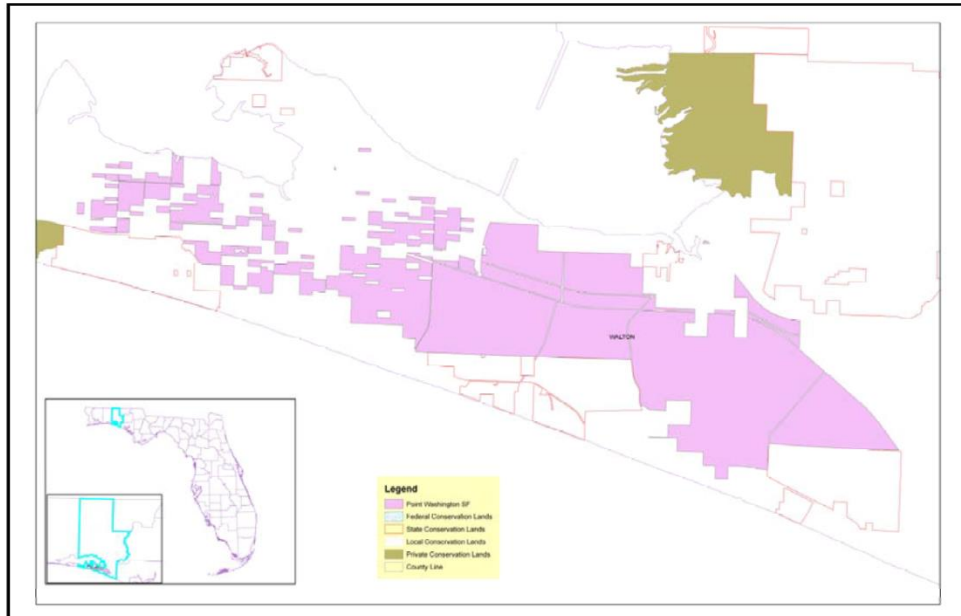 WALTON
Legend
Point Washington SF
Federal Conservation Lands
State Conservation Lands
Local Conservation Lands
Private Conservation Lands
County Line